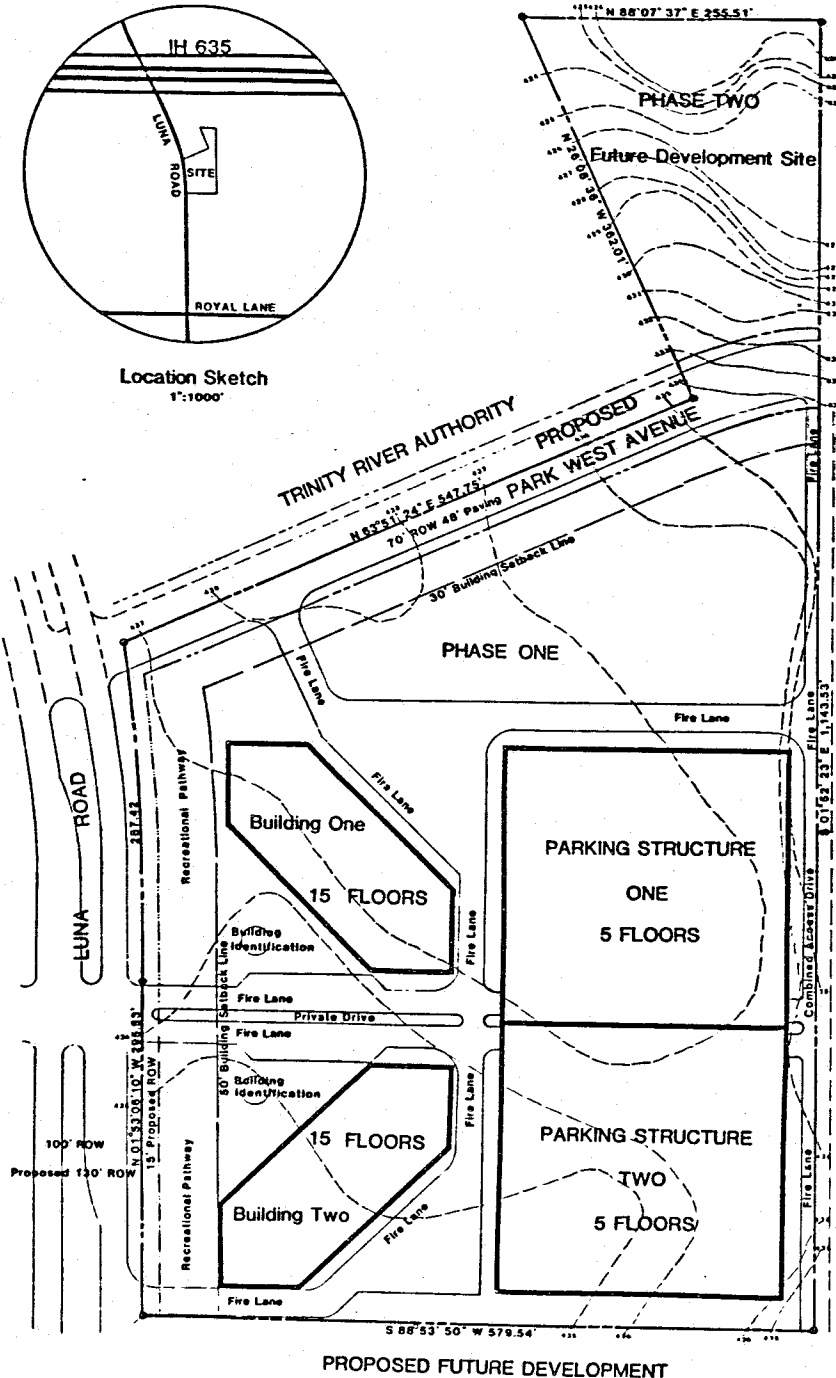 N 88°07' 37" E 255.51'
IH 635
LUNA
ROAD
SITE
ROYAL LANE
Location Sketch
1":1000'
PHASE TWO
Future Development Site
N 26°08' 36" W 362.01'
TRINITY RIVER AUTHORITY
PROPOSED
PARK WEST AVENUE
N 63°51' 24" E 547.75'
70' ROW 48' Paving
30' Building Setback Line
Fire Lane
PHASE ONE
Fire Lane
Fire Lane
Fire Lane
S 01°52' 23" E 1,143.53'
LUNA ROAD
287.42
Recreational Pathway
Fire Lane
Building One
15 FLOORS
PARKING STRUCTURE
ONE
5 FLOORS
Building
Identification
Fire Lane
Combined Access Drive
50' Building Setback Line
Fire Lane
Private Drive
Fire Lane
N 01°53'06'10" W 295.83'
15' Proposed ROW
Building
Identification
100' ROW
Proposed 130' ROW
15 FLOORS
Building Two
Fire Lane
PARKING STRUCTURE
TWO
5 FLOORS
Fire Lane
Recreational Pathway
Fire Lane
Fire Lane
S 88°53' 50" W 579.54'
PROPOSED FUTURE DEVELOPMENT